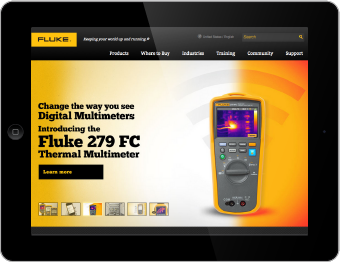 FLUKE.
Keeping your world up and running.®
United States - English
Search
Products Where to Buy Industries Training Community Support
Change the way you see
Digital Multimeters
Introducing the
Fluke 279 FC
Thermal Multimeter
Learn more